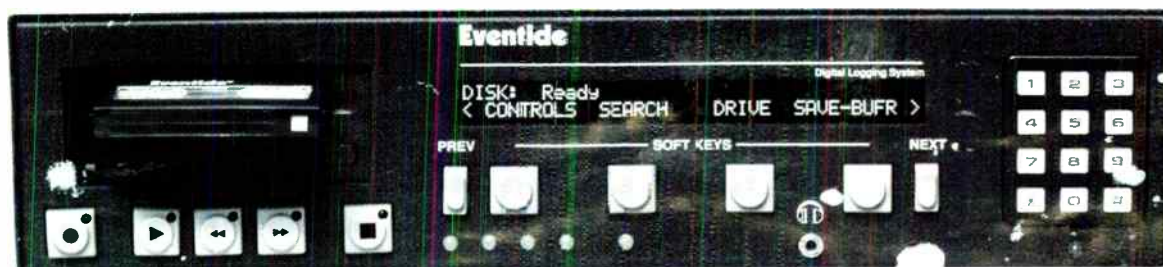 Eventide
Digital Logging System
Eventide
DISK: Ready
< CONTROLS SEARCH DRIVE SAVE-BUFR >
PREV SOFT KEYS NEXT
1 2 3
4 5 6
7 8 9
0